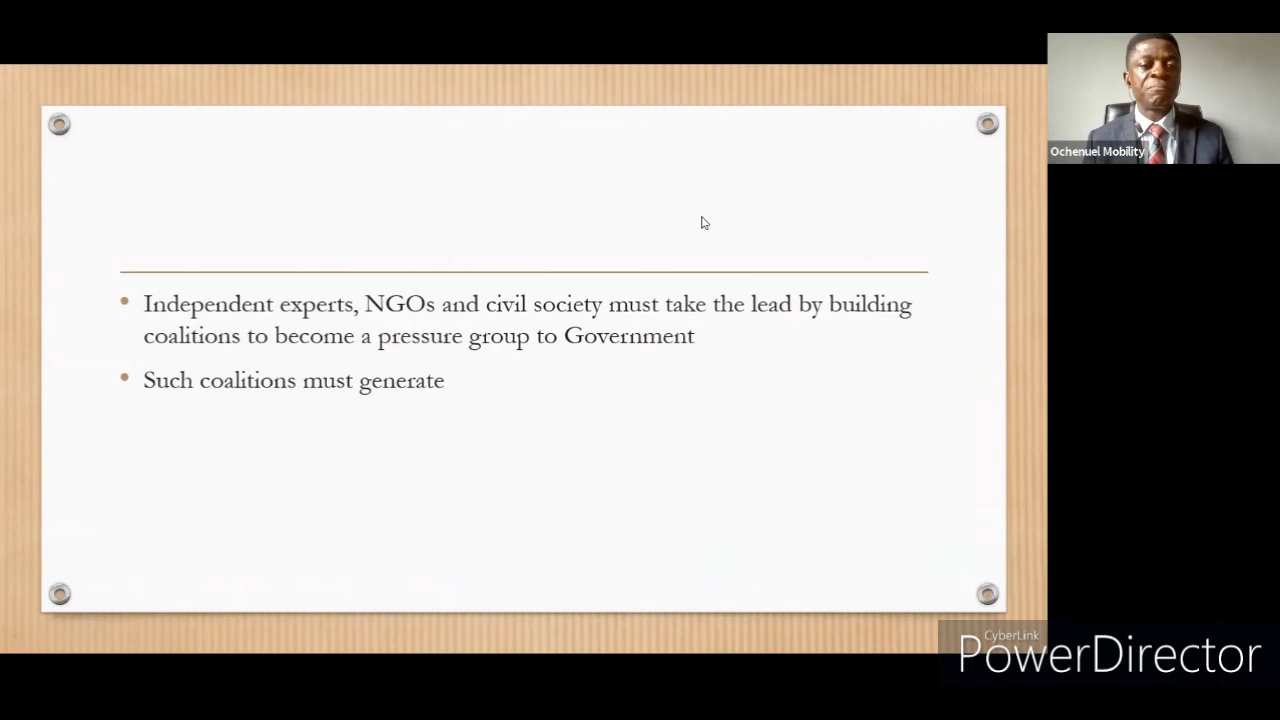 Ochenuel Mobility
• Independent experts, NGOs and civil society must take the lead by building
coalitions to become a pressure group to Government
• Such coalitions must generate
CyberLink
PowerDirector